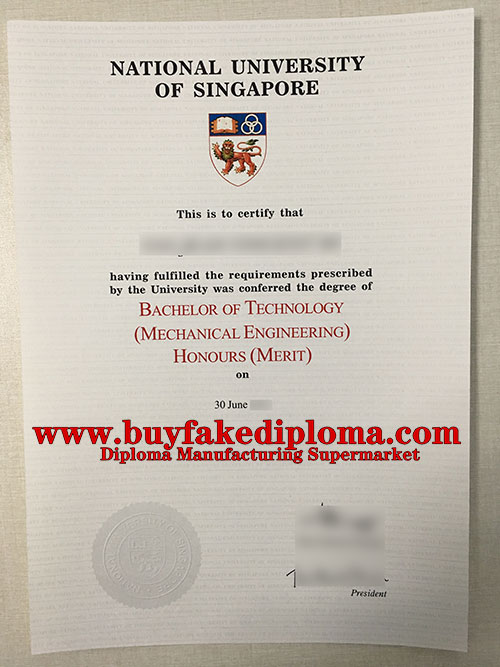 NATIONAL UNIVERSITY
OF SINGAPORE
This is to certify that
having fulfilled the requirements prescribed
by the University was conferred the degree of
BACHELOR OF TECHNOLOGY
(MECHANICAL ENGINEERING)
HONOURS (MERIT)
on
30 June
www.buyfakediploma.com
Diploma Manufacturing Supermarket
President